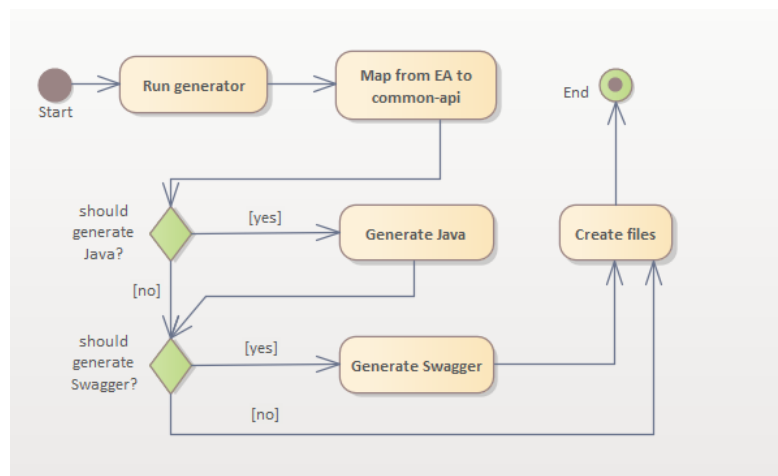 Start
Run generator
Map from EA to
common-api
End
should
generate
Java?
[yes]
Generate Java
Create files
[no]
should
generate
Swagger?
[yes]
Generate Swagger
[no]